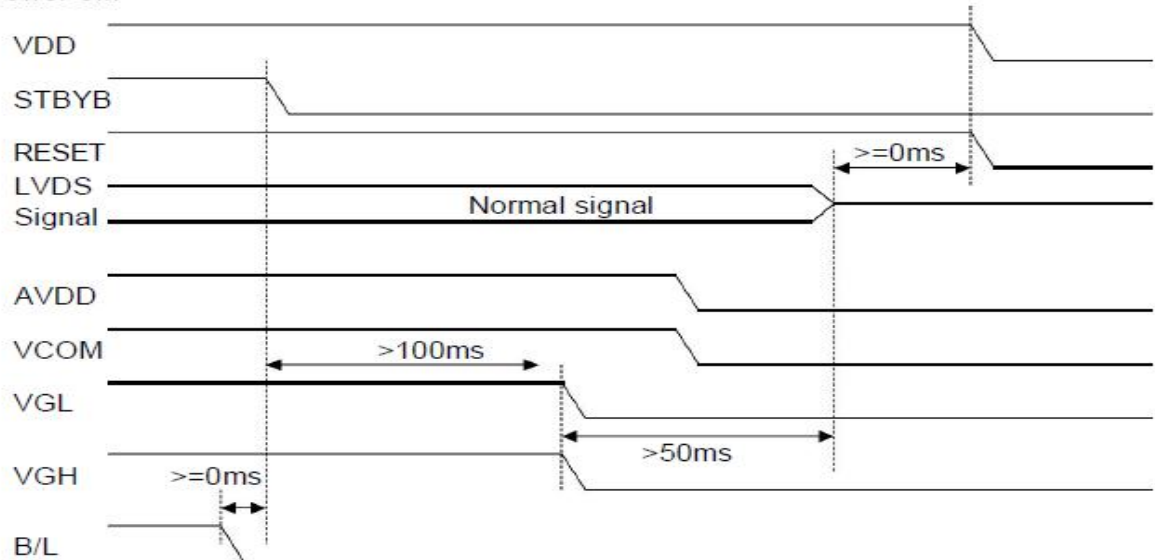 VDD
STBYB
RESET
>=0ms
LVDS
Signal
Normal signal
AVDD
VCOM
>100ms
VGL
>50ms
VGH
>=0ms
B/L